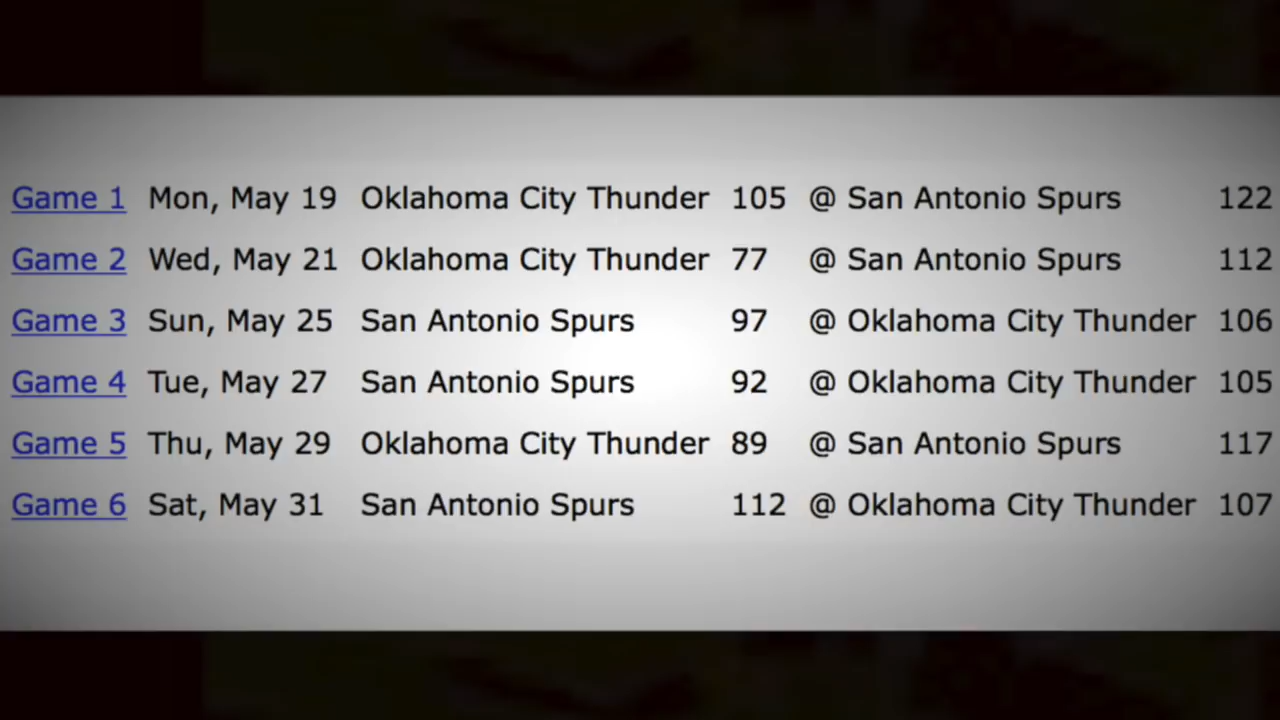 Game 1 Mon, May 19 Oklahoma City Thunder 105 @ San Antonio Spurs 122
Game 2 Wed, May 21 Oklahoma City Thunder 77 @ San Antonio Spurs 112
Game 3 Sun, May 25 San Antonio Spurs 97 @ Oklahoma City Thunder 106
Game 4 Tue, May 27 San Antonio Spurs 92 @ Oklahoma City Thunder 105
Game 5 Thu, May 29 Oklahoma City Thunder 89 @ San Antonio Spurs 117
Game 6 Sat, May 31 San Antonio Spurs 112 @ Oklahoma City Thunder 107